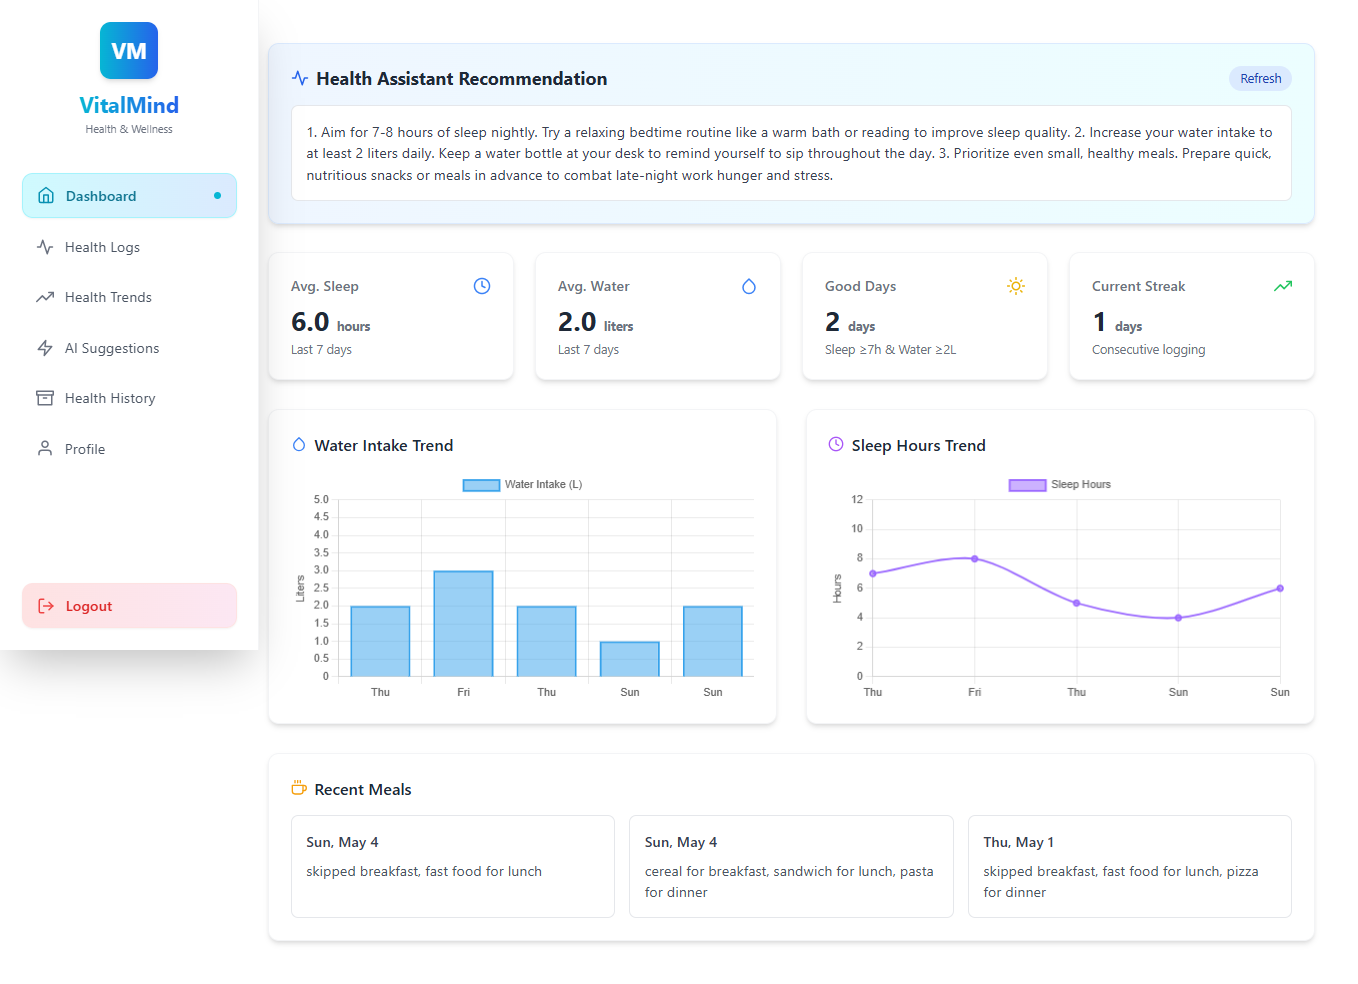 VM
VitalMind
Health & Wellness
Dashboard
Health Logs
Health Trends
AI Suggestions
Health History
Profile
Logout
Health Assistant Recommendation
Refresh
1. Aim for 7-8 hours of sleep nightly. Try a relaxing bedtime routine like a warm bath or reading to improve sleep quality. 2. Increase your water intake to
at least 2 liters daily. Keep a water bottle at your desk to remind yourself to sip throughout the day. 3. Prioritize even small, healthy meals. Prepare quick,
nutritious snacks or meals in advance to combat late-night work hunger and stress.
Avg. Sleep
6.0 hours
Last 7 days
Avg. Water
2.0 liters
Last 7 days
Good Days
2 days
Sleep ≥7h & Water ≥2L
Current Streak
1 days
Consecutive logging
Water Intake Trend
Water Intake (L)
Liters
5.0
4.5
4.0
3.5
3.0
2.5
2.0
1.5
1.0
0.5
0
Thu Fri Thu Sun Sun
Sleep Hours Trend
Sleep Hours
Hours
12
10
8
6
4
2
0
Thu Fri Thu Sun Sun
Recent Meals
Sun, May 4
skipped breakfast, fast food for lunch
Sun, May 4
cereal for breakfast, sandwich for lunch, pasta
for dinner
Thu, May 1
skipped breakfast, fast food for lunch, pizza
for dinner